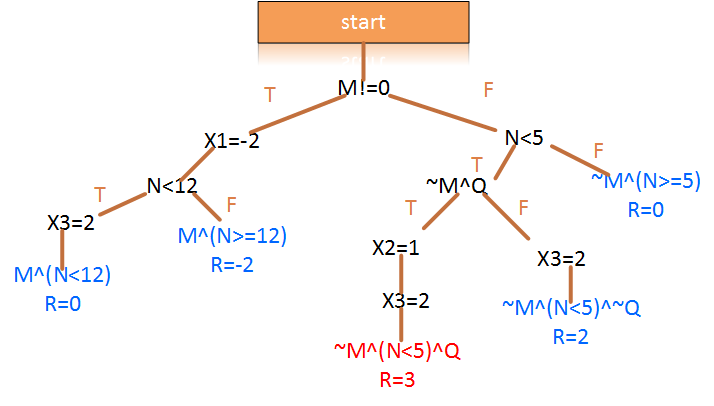 start
M!=0
T
F
X1=-2
N<5
T
F
N<12
~M^Q
~M^(N>=5)
R=0
T
F
T
F
X3=2
M^(N>=12)
R=-2
X2=1
X3=2
M^(N<12)
R=0
X3=2
~M^(N<5)^~Q
R=2
~M^(N<5)^Q
R=3